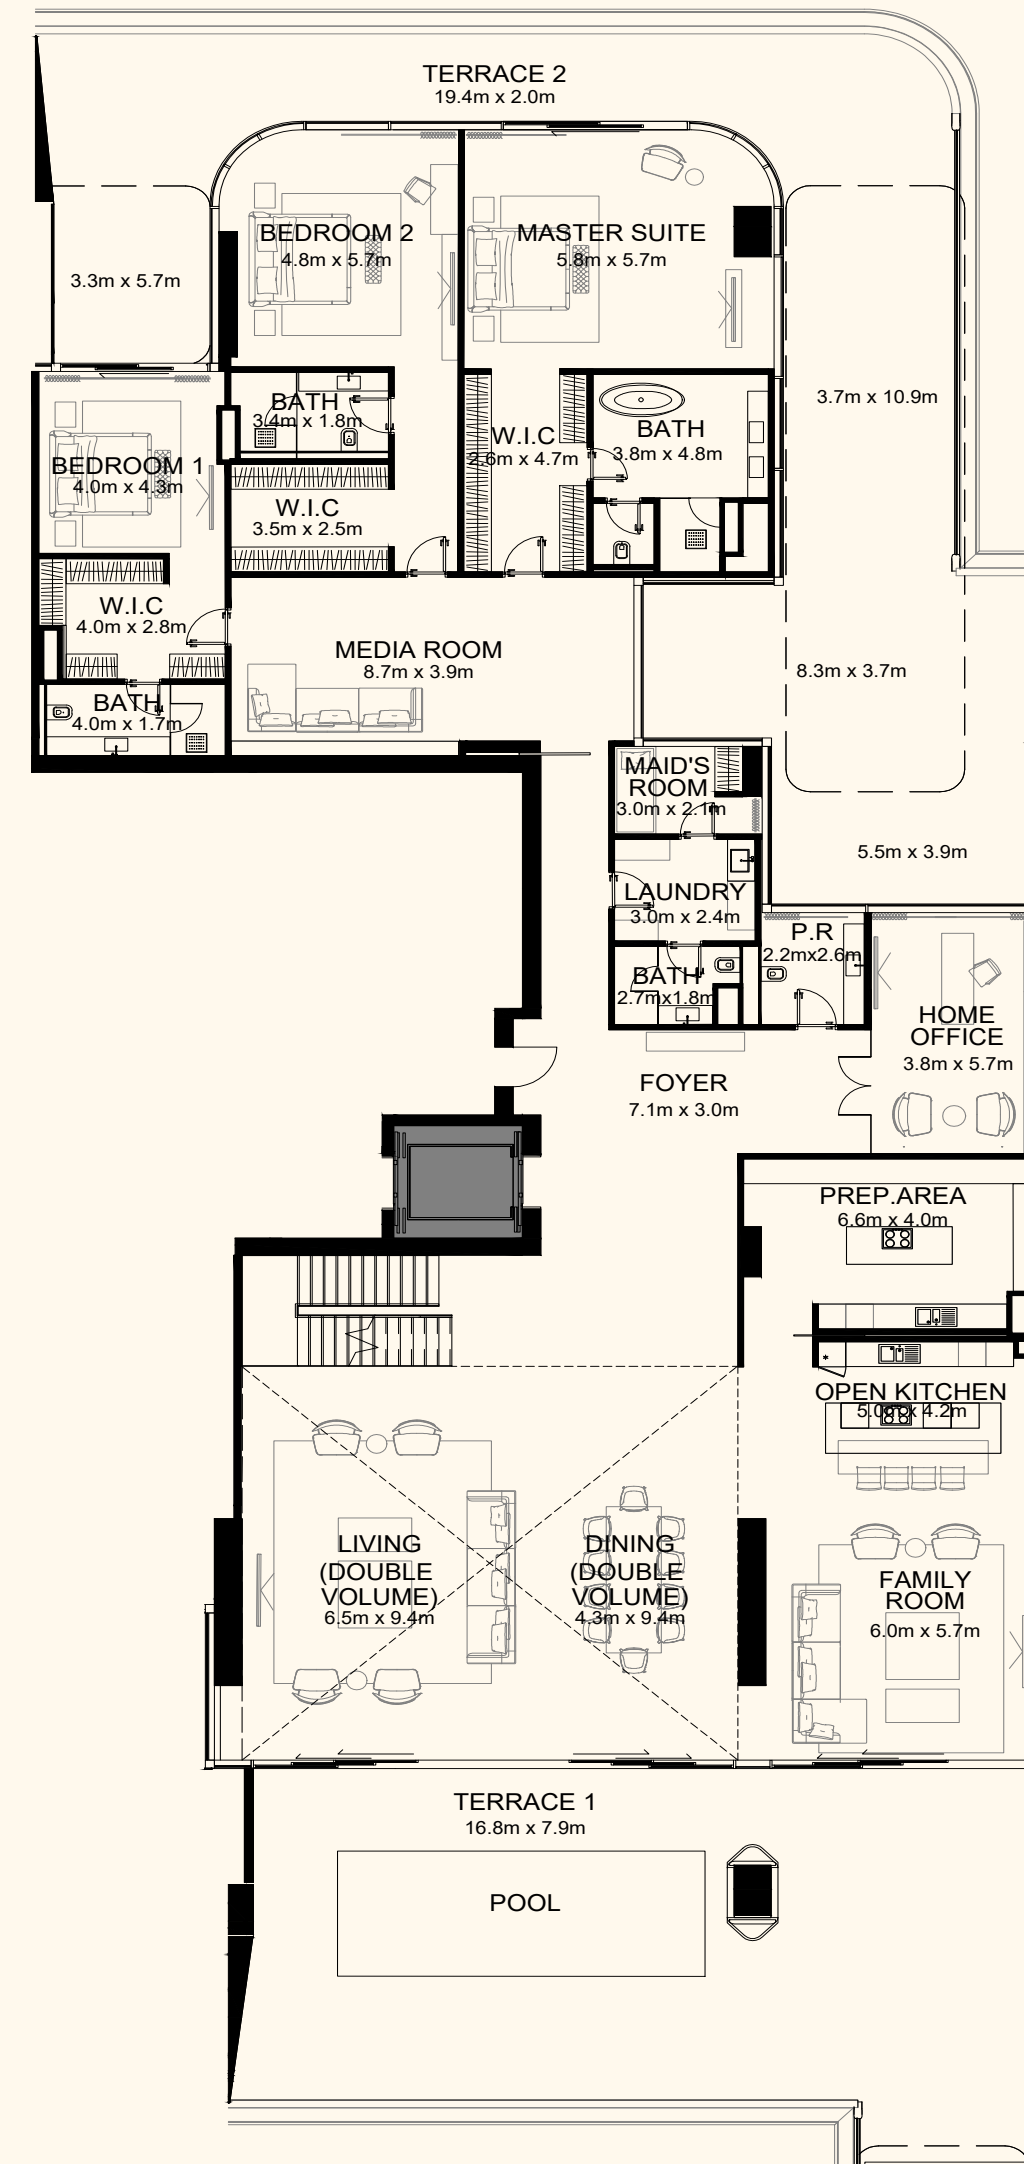 TERRACE 2
19.4m x 2.0m
BEDROOM 2
4.8m x 5.7m
MASTER SUITE
5.8m x 5.7m
3.3m x 5.7m
3.7m x 10.9m
BATH
3.4m x 1.8m
W.I.C
2.6m x 4.7m
BATH
3.8m x 4.8m
BEDROOM 1
4.0m x 4.3m
W.I.C
3.5m x 2.5m
W.I.C
4.0m x 2.8m
MEDIA ROOM
8.7m x 3.9m
8.3m x 3.7m
BATH
4.0m x 1.7m
MAID'S
ROOM
3.0m x 2.1m
5.5m x 3.9m
LAUNDRY
3.0m x 2.4m
P.R
2.2mx2.6m
BATH
2.7mx1.8m
HOME
OFFICE
3.8m x 5.7m
FOYER
7.1m x 3.0m
PREP.AREA
6.6m x 4.0m
OPEN KITCHEN
5.0m x 4.2m
LIVING
(DOUBLE
VOLUME)
6.5m x 9.4m
DINING
(DOUBLE
VOLUME)
4.3m x 9.4m
FAMILY
ROOM
6.0m x 5.7m
TERRACE 1
16.8m x 7.9m
POOL